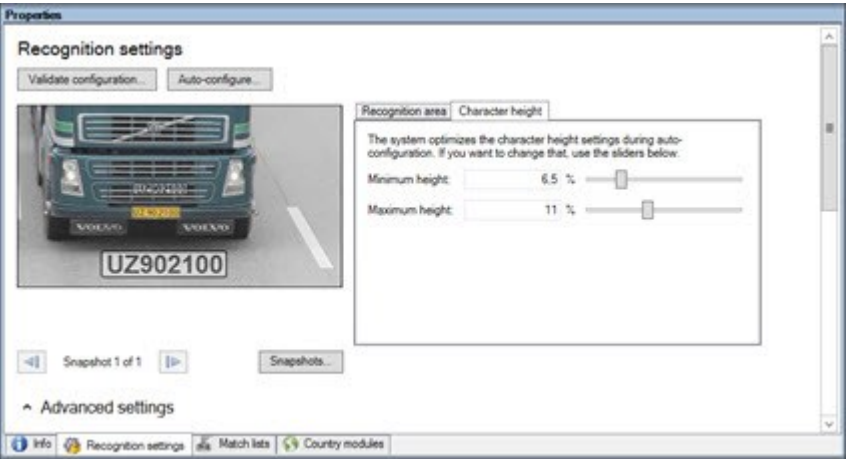 Properties
Recognition settings
Validate configuration...
Auto-configure...
Recognition area
Character height
The system optimizes the character height settings during auto-
configuration. If you want to change that, use the sliders below.
Minimum height:
6,5 %
Maximum height:
11 %
VOLVO
VOLVO
UZ902100
Snapshot 1 of 1
Snapshots...
Advanced settings
Info
Recognition settings
Match lists
Country modules